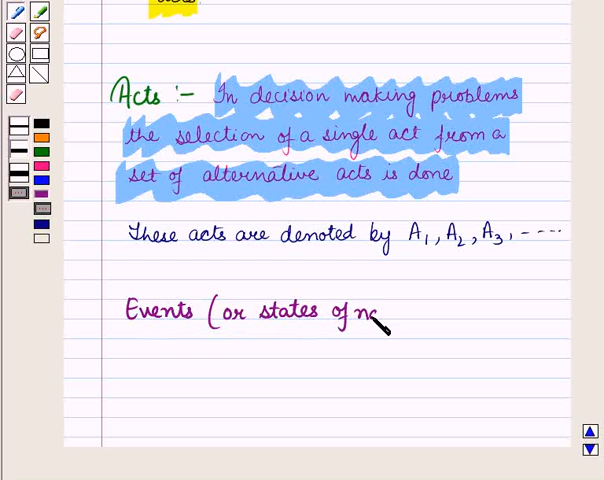 Acts :- In decision making problems
the selection of a single act from a
set of alternative acts is done
These acts are denoted by A₁, A₂, A₃, ----
Events (or states of na